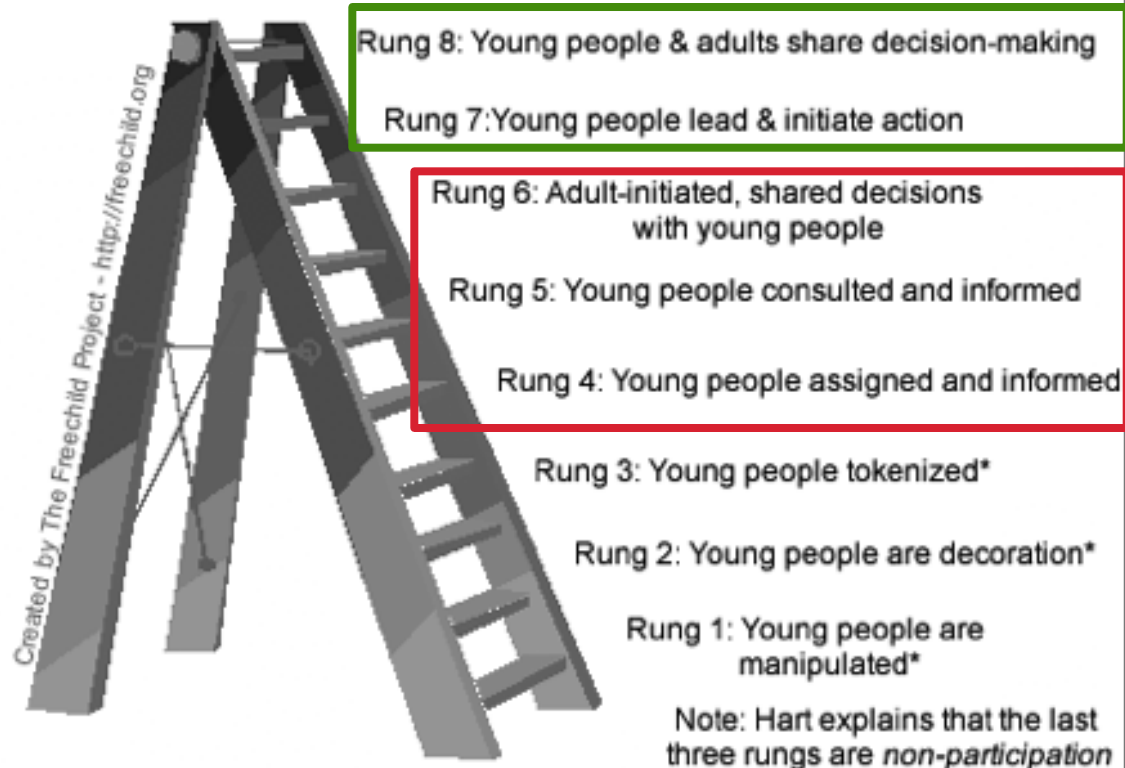 Rung 8: Young people & adults share decision-making
Rung 7:Young people lead & initiate action
Rung 6: Adult-initiated, shared decisions
with young people
Rung 5: Young people consulted and informed
Rung 4: Young people assigned and informed
Rung 3: Young people tokenized*
Rung 2: Young people are decoration*
Rung 1: Young people are
manipulated*
Note: Hart explains that the last
three rungs are non-participation
Created by The Freechild Project - http://freechild.org